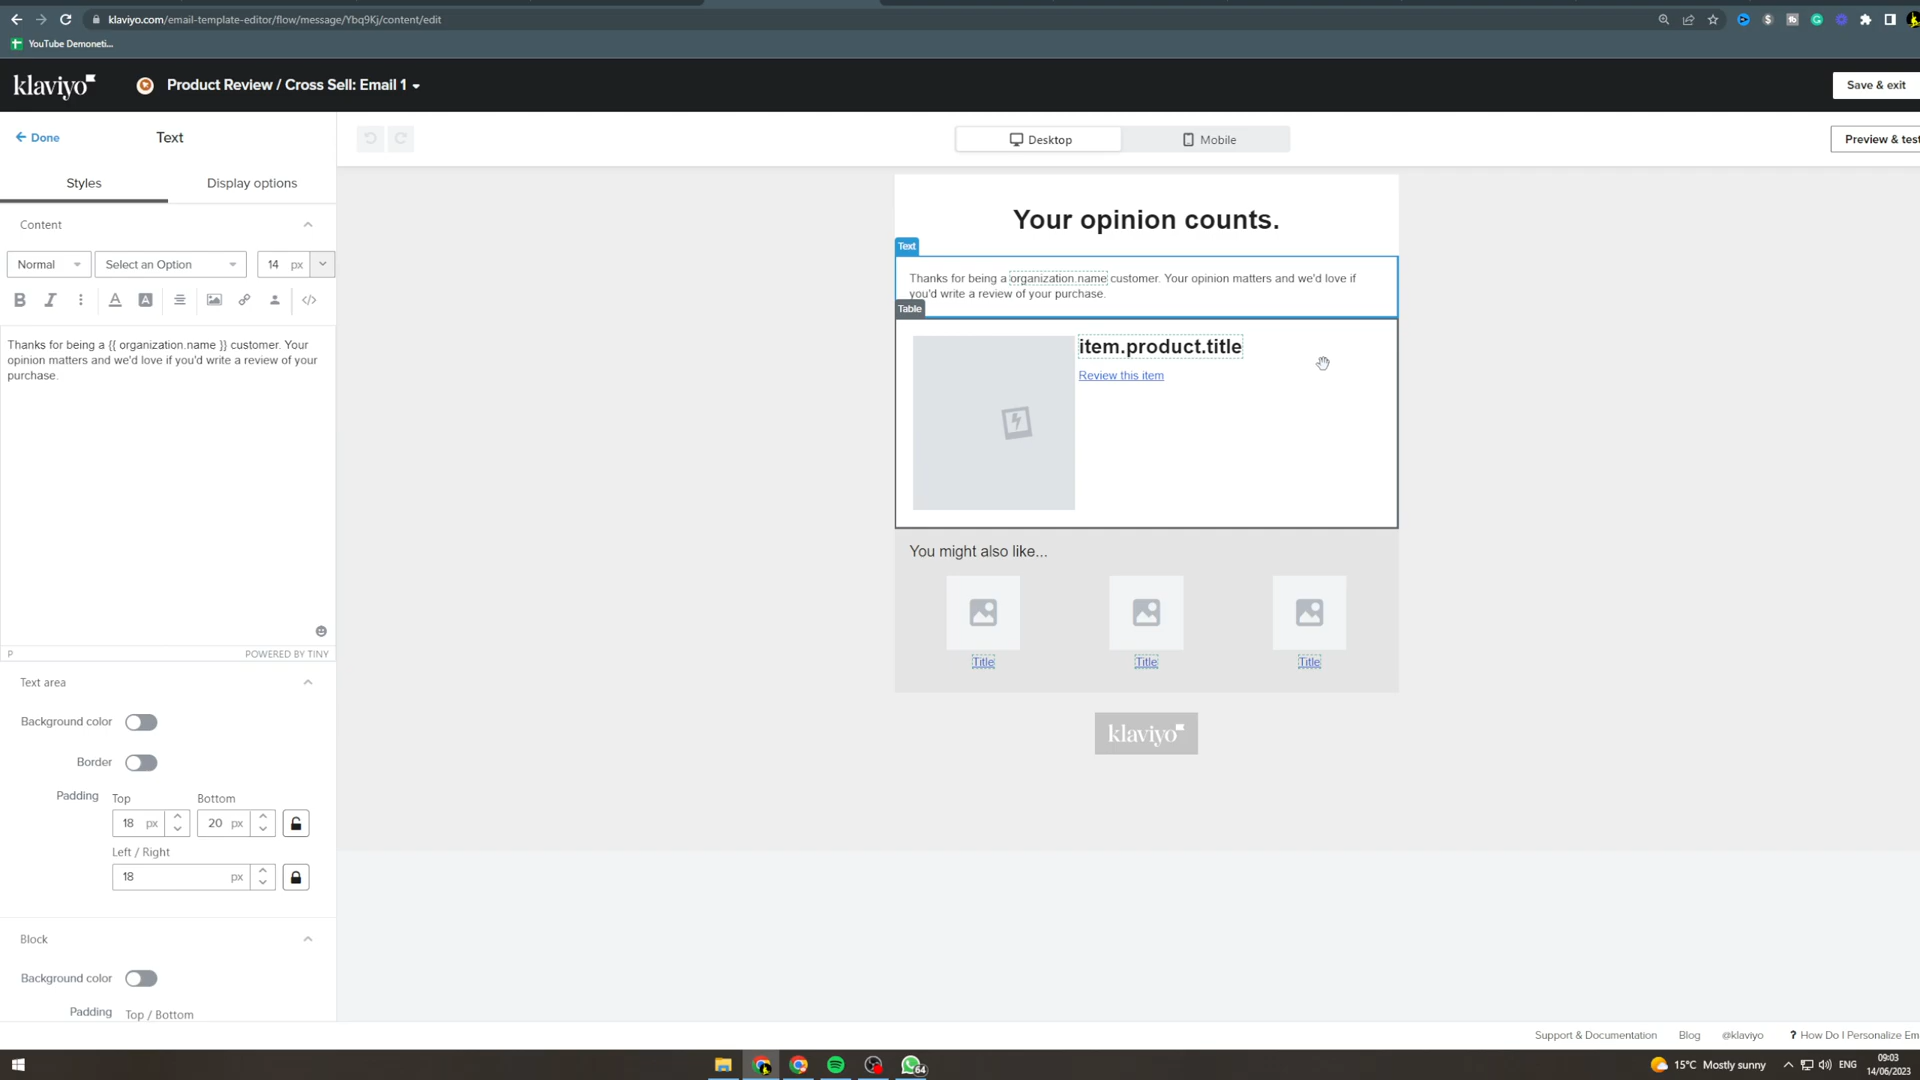 klaviyo.com/email-template-editor/flow/message/Ybq9Kj/content/edit
YouTube Demoneti...
klaviyo
Product Review / Cross Sell: Email 1
Save & exit
Done
Text
Desktop
Mobile
Preview & test
Styles
Display options
Content
Normal
Select an Option
14 px
Thanks for being a {{ organization.name }} customer. Your
opinion matters and we'd love if you'd write a review of your
purchase.
P
POWERED BY TINY
Text area
Background color
Border
Padding
Top
Bottom
18 px
20 px
Left / Right
18 px
Block
Background color
Padding
Top / Bottom
Your opinion counts.
Text
Thanks for being a organization.name customer. Your opinion matters and we'd love if
you'd write a review of your purchase.
Table
item.product.title
Review this item
You might also like...
Title
Title
Title
klaviyo
Support & Documentation
Blog
@klaviyo
? How Do I Personalize Em
64
15°C Mostly sunny
ENG
09:03
14/06/2023